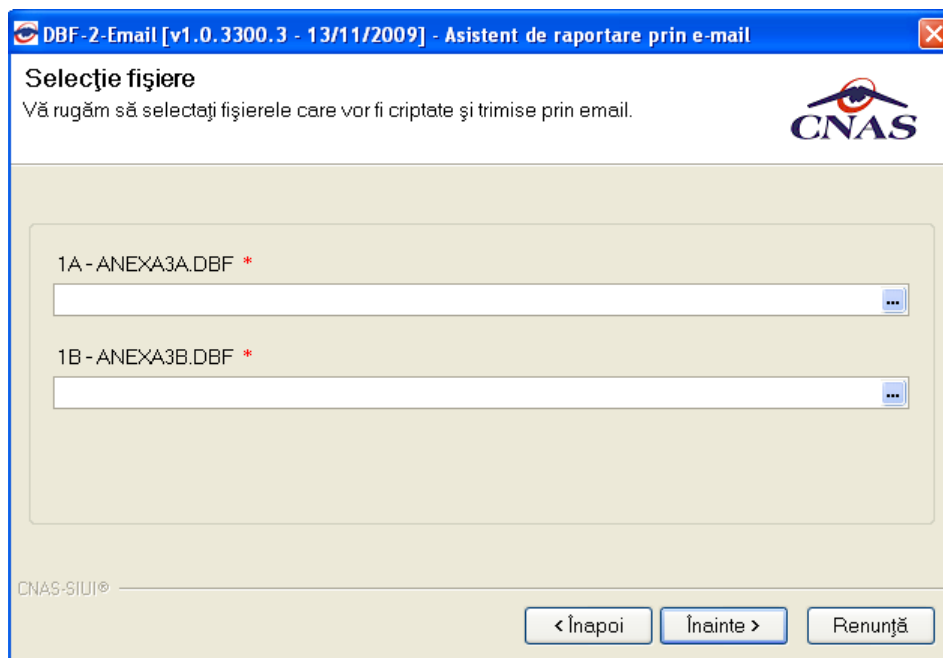 DBF-2-Email [v1.0.3300.3 - 13/11/2009] - Asistent de raportare prin e-mail
Selecţie fişiere
Vă rugăm să selectaţi fişierele care vor fi criptate şi trimise prin email.
CNAS
1A - ANEXA3A.DBF *
...
1B - ANEXA3B.DBF *
...
CNAS-SIUI®
< Înapoi
Înainte >
Renunţă